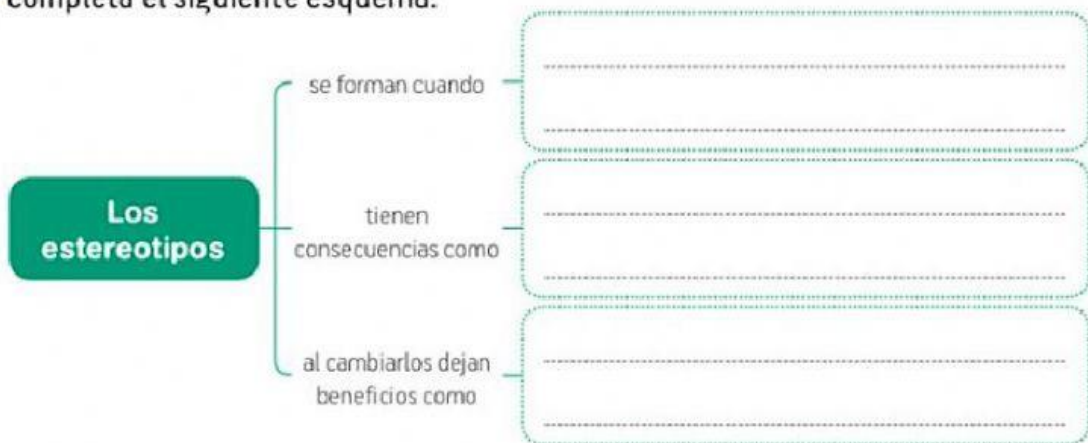 completa el siguiente esquema.
se forman cuando
Los
estereotipos
tienen
consecuencias como
al cambiarlos dejan
beneficios como